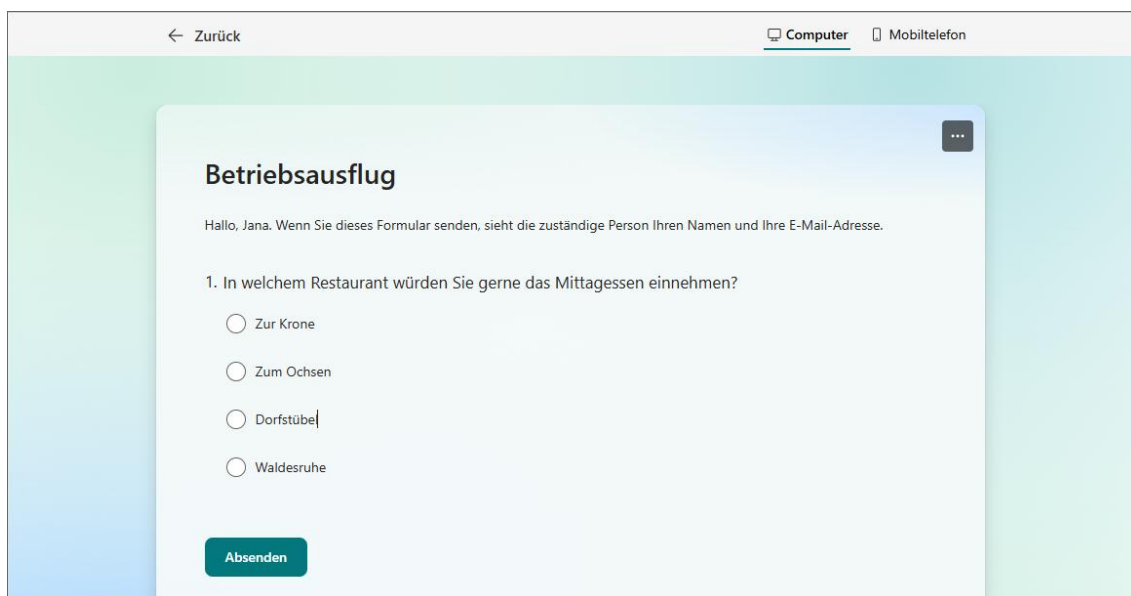 Zurück
Computer
Mobiltelefon
Betriebsausflug
Hallo, Jana. Wenn Sie dieses Formular senden, sieht die zuständige Person Ihren Namen und Ihre E-Mail-Adresse.
1. In welchem Restaurant würden Sie gerne das Mittagessen einnehmen?
Zur Krone
Zum Ochsen
Dorfstübel
Waldesruhe
Absenden